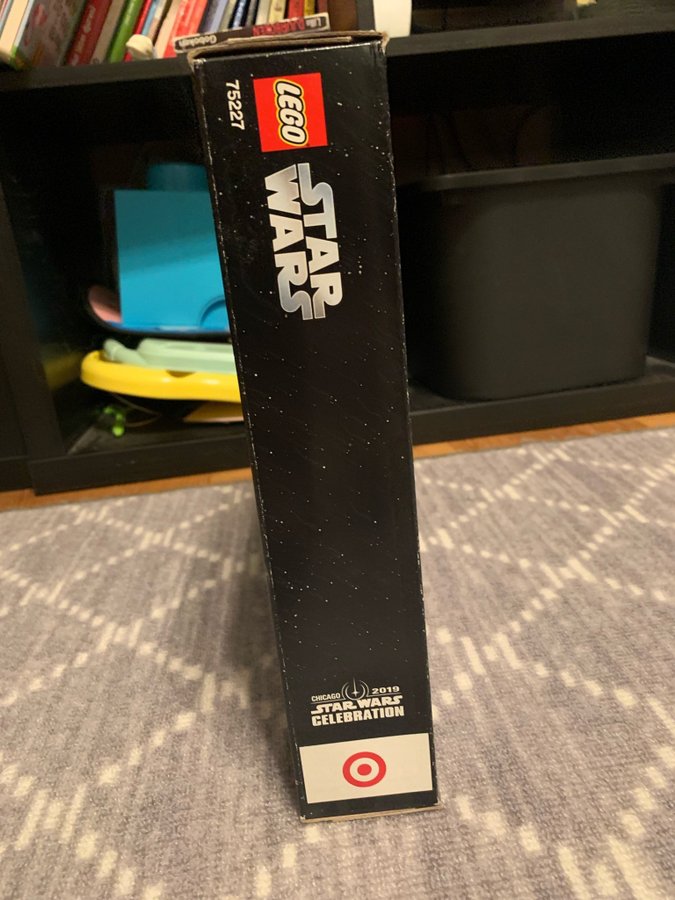 75227
LEGO
STAR
WARS
CHICAGO 2019
STAR WARS
CELEBRATION